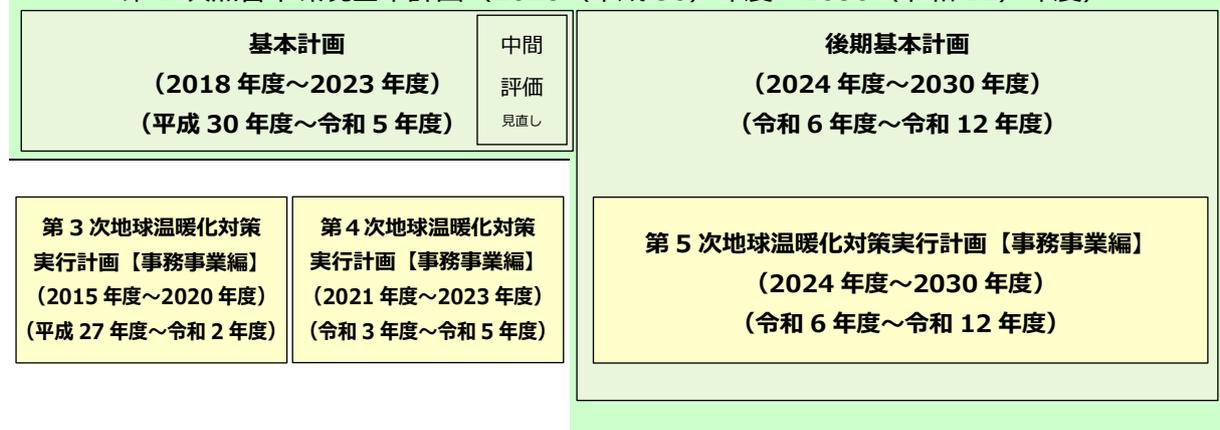 基本計画
（2018 年度～2023 年度）
（平成 30 年度～令和 5 年度）
中間
評価
見直し
後期基本計画
（2024 年度～2030 年度）
（令和 6 年度～令和 12 年度）
第 3 次地球温暖化対策
実行計画【事務事業編】
（2015 年度～2020 年度）
（平成 27 年度～令和 2 年度）
第４次地球温暖化対策
実行計画【事務事業編】
（2021 年度～2023 年度）
（令和 3 年度～令和 5 年度）
第 5 次地球温暖化対策実行計画【事務事業編】
（2024 年度～2030 年度）
（令和 6 年度～令和 12 年度）